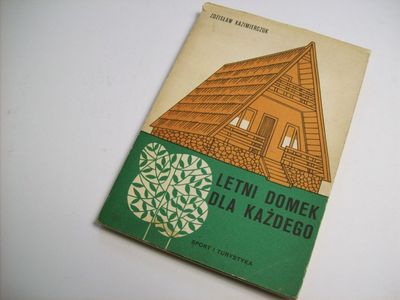 ZDZISŁAW KAZIMIERCZUK
LETNI DOMEK
DLA KAŻDEGO
SPORT I TURYSTYKA